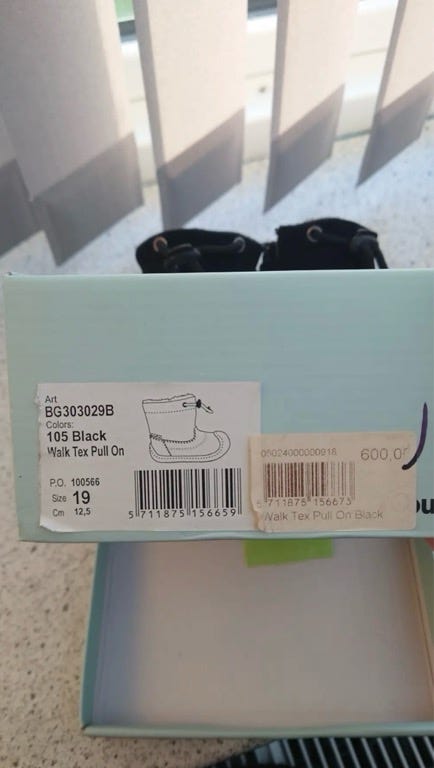 Art
BG303029B
Colors:
105 Black
Walk Tex Pull On
P.O. 100566
Size 19
Cm 12,5
5 711875 156659
05024000000918
600,0
5 711875 156673
Walk Tex Pull On Black